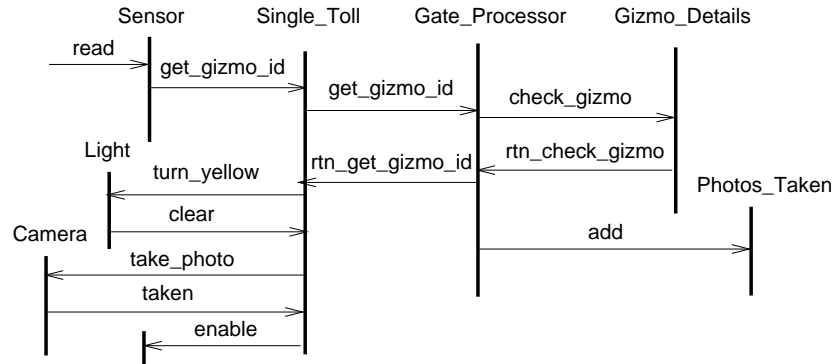 Sensor Single_Toll Gate_Processor Gizmo_Details
read
get_gizmo_id
get_gizmo_id
check_gizmo
Light
rtn_get_gizmo_id
rtn_check_gizmo
turn_yellow
Photos_Taken
clear
Camera
add
take_photo
taken
enable